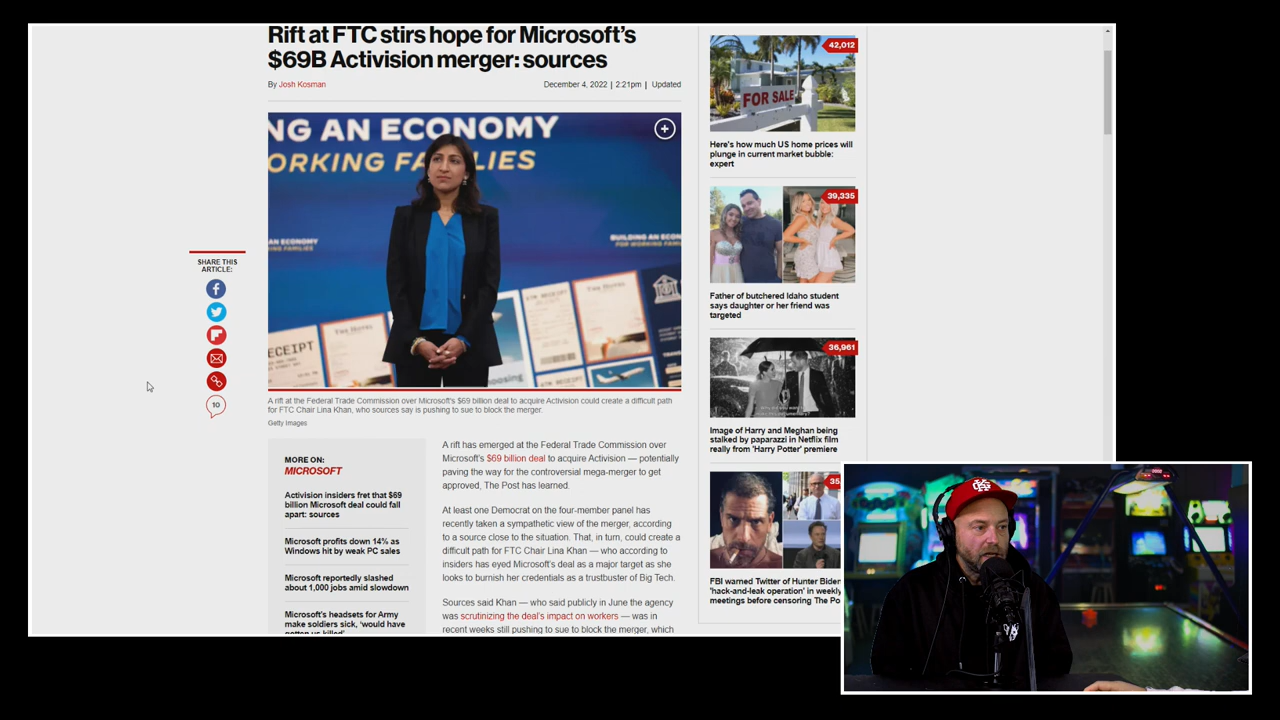 Rift at FTC stirs hope for Microsoft's
$69B Activision merger: sources
By Josh Kosman
December 4, 2022 | 2:21pm | Updated
NG AN ECONOMY
ORKING FAMILIES
AN ECONOMY
BUILDING AN ECON
SHARE THIS
ARTICLE:
10
A rift at the Federal Trade Commission over Microsoft's $69 billion deal to acquire Activision could create a difficult path
for FTC Chair Lina Khan, who sources say is pushing to sue to block the merger.
Getty Images
MORE ON:
MICROSOFT
Activision insiders fret that $69
billion Microsoft deal could fall
apart: sources
Microsoft profits down 14% as
Windows hit by weak PC sales
Microsoft reportedly slashed
about 1,000 jobs amid slowdown
Microsoft's headsets for Army
make soldiers sick, 'would have
gotten us killed'
A rift has emerged at the Federal Trade Commission over
Microsoft's $69 billion deal to acquire Activision — potentially
paving the way for the controversial mega-merger to get
approved, The Post has learned.
At least one Democrat on the four-member panel has
recently taken a sympathetic view of the merger, according
to a source close to the situation. That, in turn, could create a
difficult path for FTC Chair Lina Khan — who according to
insiders has eyed Microsoft's deal as a major target as she
looks to burnish her credentials as a trustbuster of Big Tech.
Sources said Khan — who said publicly in June the agency
was scrutinizing the deal's impact on workers — was in
recent weeks still pushing to sue to block the merger, which
42,012
FOR SALE
Here's how much US home prices will
plunge in current market bubble:
expert
39,335
Father of butchered Idaho student
says daughter or her friend was
targeted
36,961
Image of Harry and Meghan being
stalked by paparazzi in Netflix film
really from 'Harry Potter' premiere
35
FBI warned Twitter of Hunter Biden
'hack-and-leak operation' in weekly
meetings before censoring The Po